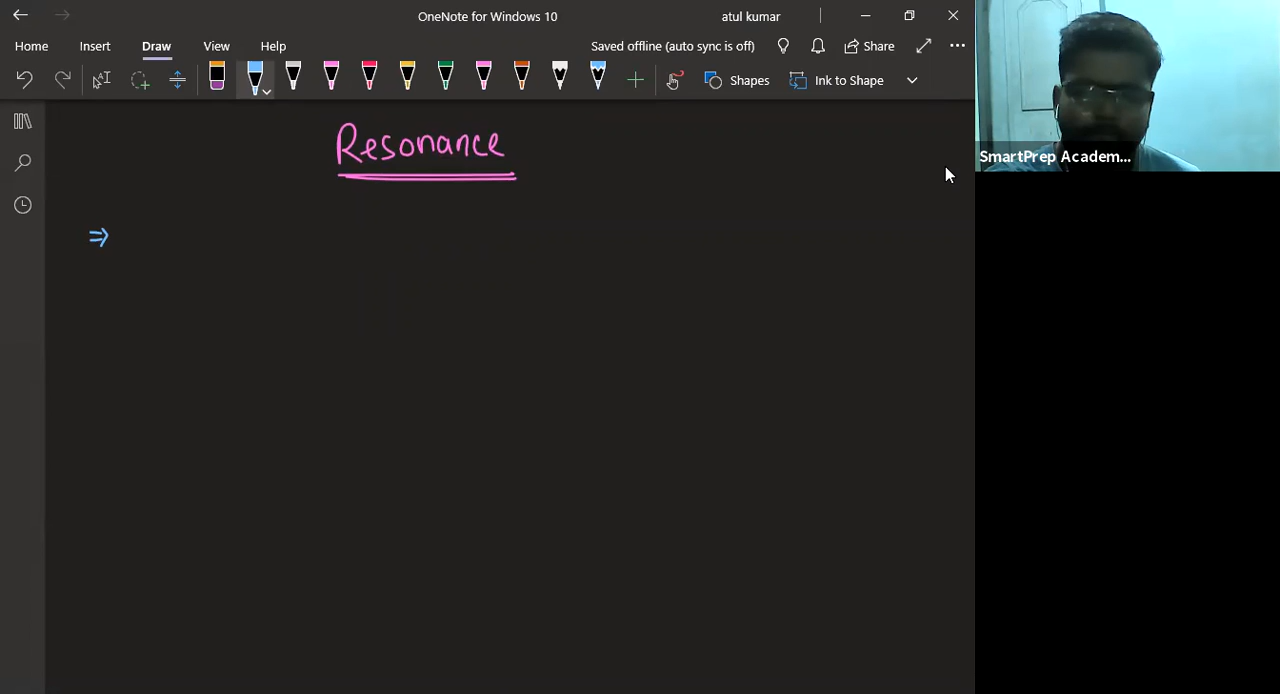 OneNote for Windows 10
atul kumar
Home Insert Draw View Help
Saved offline (auto sync is off)
Share
Shapes
Ink to Shape
SmartPrep Academ...
Resonance
⇒